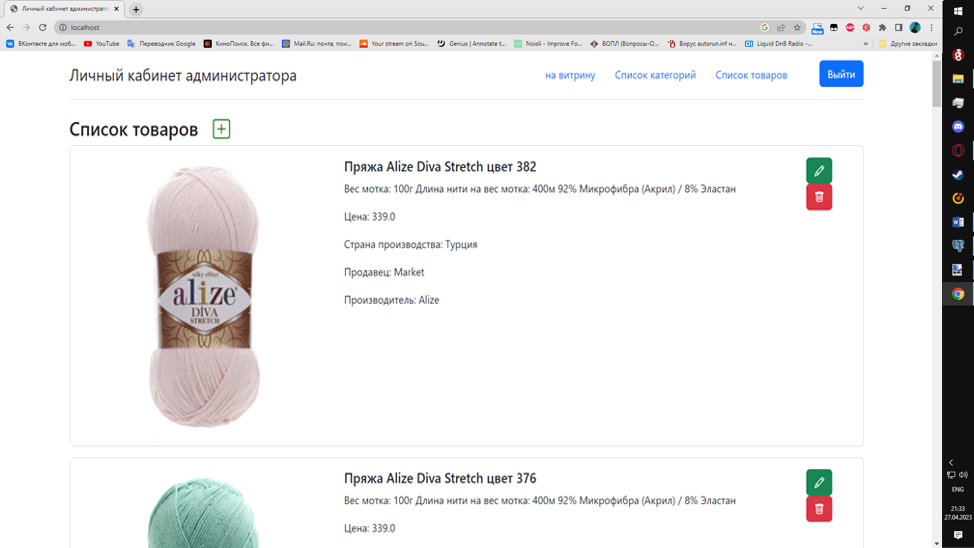 Личный кабинет администратор
localhost
ВКонтакте для моб...
YouTube
Переводчик Google
КиноПоиск. Все фи...
Mail.Ru: почта, пои...
Your stream on Sou...
Genius | Annotate t...
Noisli - Improve Fo...
ВОПЛ (Вопросы-О...
Вирус autorun.inf н...
Liquid DnB Radio -...
»
Другие закладки
Личный кабинет администратора
на витрину
Список категорий
Список товаров
Выйти
Список товаров
Пряжа Alize Diva Stretch цвет 382
Вес мотка: 100г Длина нити на вес мотка: 400м 92% Микрофибра (Акрил) / 8% Эластан
Цена: 339.0
Страна производства: Турция
Продавец: Market
Производитель: Alize
silky effect
alize
DİVA
STRETCH
Пряжа Alize Diva Stretch цвет 376
Вес мотка: 100г Длина нити на вес мотка: 400м 92% Микрофибра (Акрил) / 8% Эластан
Цена: 339.0
New
ABP
ENG
21:33
27.04.2023